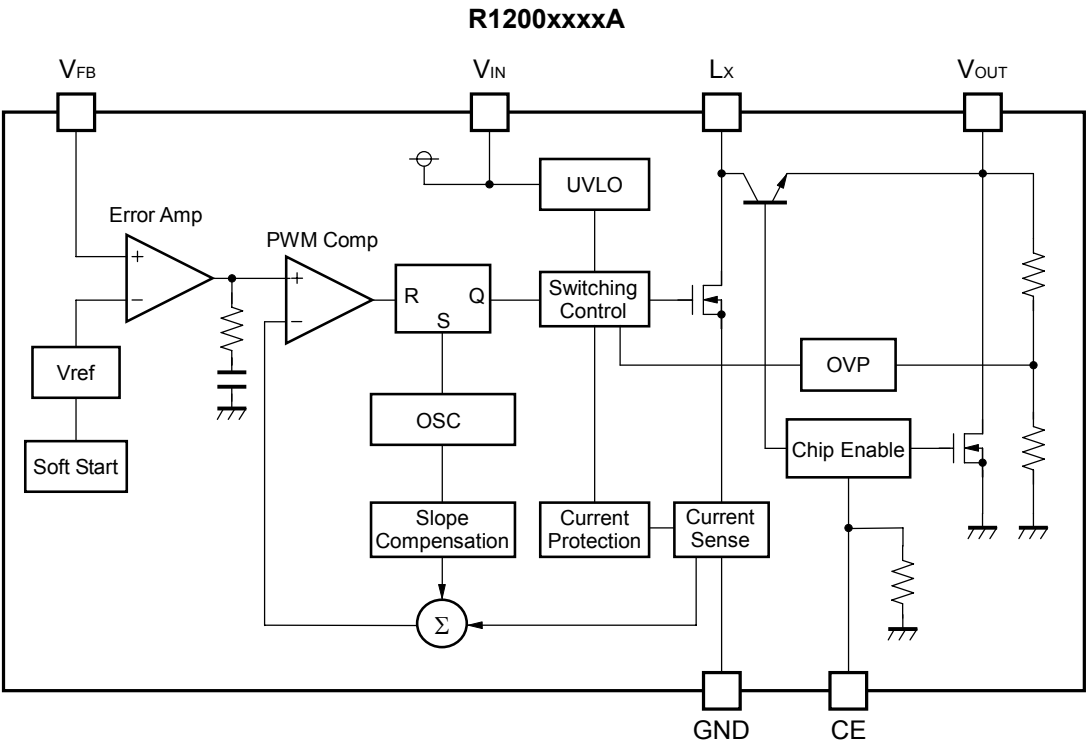 R1200xxxxA
VFB
VIN
LX
VOUT
UVLO
Error Amp
PWM Comp
+
−
+
−
R
Q
S
Switching
Control
Vref
OVP
OSC
Chip Enable
Soft Start
Slope
Compensation
Current
Protection
Current
Sense
Σ
GND
CE